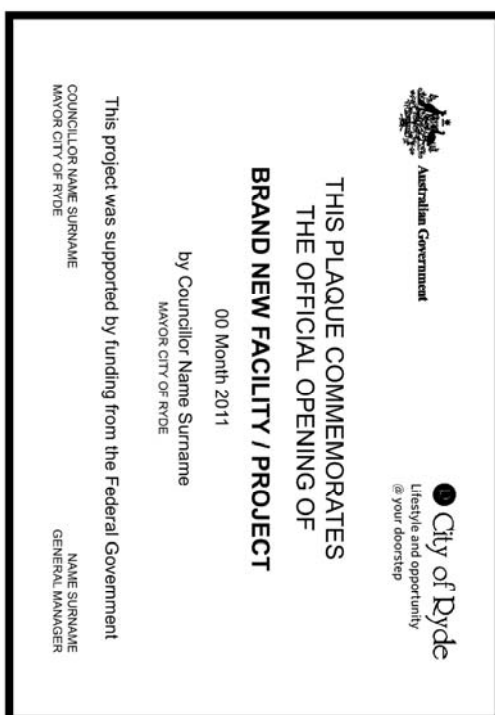 Australian Government
City of Ryde
Lifestyle and opportunity
@ your doorstep
THIS PLAQUE COMMEMORATES
THE OFFICIAL OPENING OF
BRAND NEW FACILITY / PROJECT
00 Month 2011
by Councillor Name Surname
MAYOR CITY OF RYDE
This project was supported by funding from the Federal Government
COUNCILLOR NAME SURNAME
MAYOR CITY OF RYDE
NAME SURNAME
GENERAL MANAGER